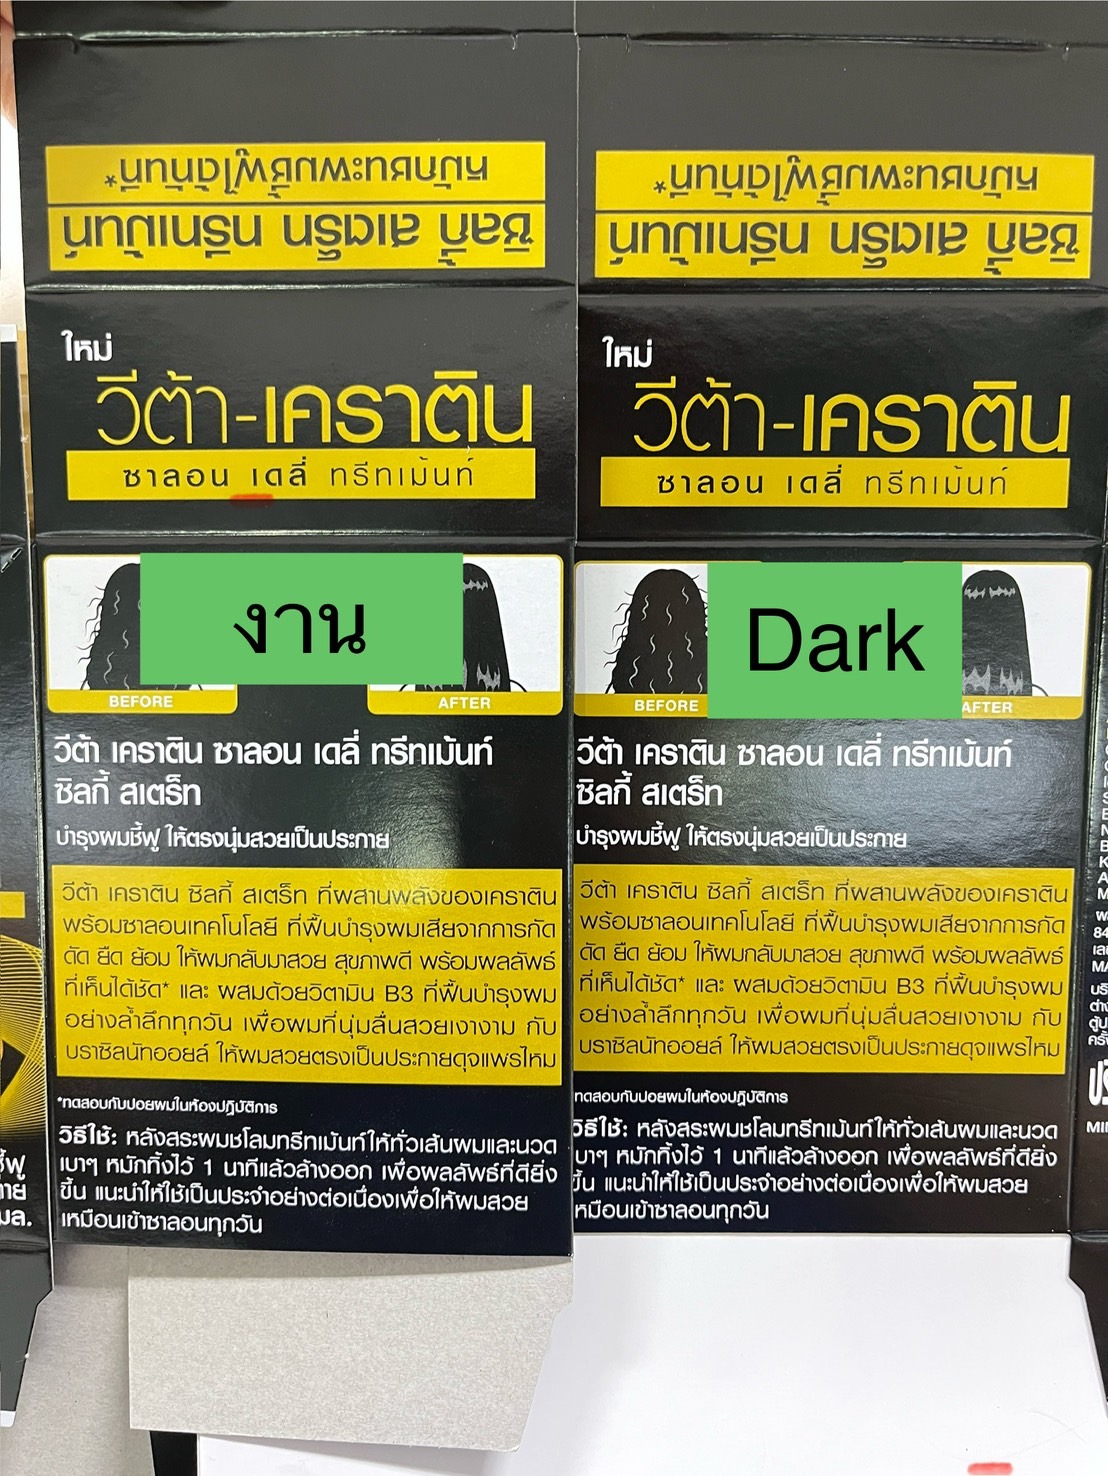 หมักดนะพมชี้ฟูได้ทันที*
ซิลกี้ สเตร็ท ทรีทเม้นท์
ใหม่
วีต้า-เคราติน
ซาลอน เดลี่ ทรีทเม้นท์
งาน
BEFORE
AFTER
วีต้า เคราติน ซาลอน เดลี่ ทรีทเม้นท์
ซิลกี้ สเตร็ท
บำรุงผมชี้ฟู ให้ตรงนุ่มสวยเป็นประกาย
วีต้า เคราติน ซิลกี้ สเตร็ท ที่ผสานพลังของเคราติน
พร้อมซาลอนเทคโนโลยี ที่ฟื้นบำรุงผมเสียจากการกัด
ดัด ยืด ย้อม ให้ผมกลับมาสวย สุขภาพดี พร้อมผลลัพธ์
ที่เห็นได้ชัด* และ ผสมด้วยวิตามิน B3 ที่ฟื้นบำรุงผม
อย่างล้ำลึกทุกวัน เพื่อผมที่นุ่มลื่นสวยเงางาม กับ
บราซิลนัทออยล์ ให้ผมสวยตรงเป็นประกายดุจแพรไหม
*ทดสอบกับปอยผมในห้องปฏิบัติการ
วิธีใช้: หลังสระผมชโลมทรีทเม้นท์ให้ทั่วเส้นผมและนวด
เบาๆ หมักทิ้งไว้ 1 นาทีแล้วล้างออก เพื่อผลลัพธ์ที่ดียิ่ง
ขึ้น แนะนำให้ใช้เป็นประจำอย่างต่อเนื่องเพื่อให้ผมสวย
เหมือนเข้าซาลอนทุกวัน
ซิลกี้ สเตร็ท ทรีทเม้นท์
ใหม่
วีต้า-เคราติน
ซาลอน เดลี่ ทรีทเม้นท์
Dark
BEFORE
AFTER
วีต้า เคราติน ซาลอน เดลี่ ทรีทเม้นท์
ซิลกี้ สเตร็ท
บำรุงผมชี้ฟู ให้ตรงนุ่มสวยเป็นประกาย
วีต้า เคราติน ซิลกี้ สเตร็ท ที่ผสานพลังของเคราติน
พร้อมซาลอนเทคโนโลยี ที่ฟื้นบำรุงผมเสียจากการกัด
ดัด ยืด ย้อม ให้ผมกลับมาสวย สุขภาพดี พร้อมผลลัพธ์
ที่เห็นได้ชัด* และ ผสมด้วยวิตามิน B3 ที่ฟื้นบำรุงผม
อย่างล้ำลึกทุกวัน เพื่อผมที่นุ่มลื่นสวยเงางาม กับ
บราซิลนัทออยล์ ให้ผมสวยตรงเป็นประกายดุจแพรไหม
ทดสอบกับปอยผมในห้องปฏิบัติการ
วิธีใช้: หลังสระผมชโลมทรีทเม้นท์ให้ทั่วเส้นผมและนวด
เบาๆ หมักทิ้งไว้ 1 นาทีแล้วล้างออก เพื่อผลลัพธ์ที่ดียิ่ง
ขึ้น แนะนำให้ใช้เป็นประจำอย่างต่อเนื่องเพื่อให้ผมสวย
หมือนเข้าซาลอนทุกวัน